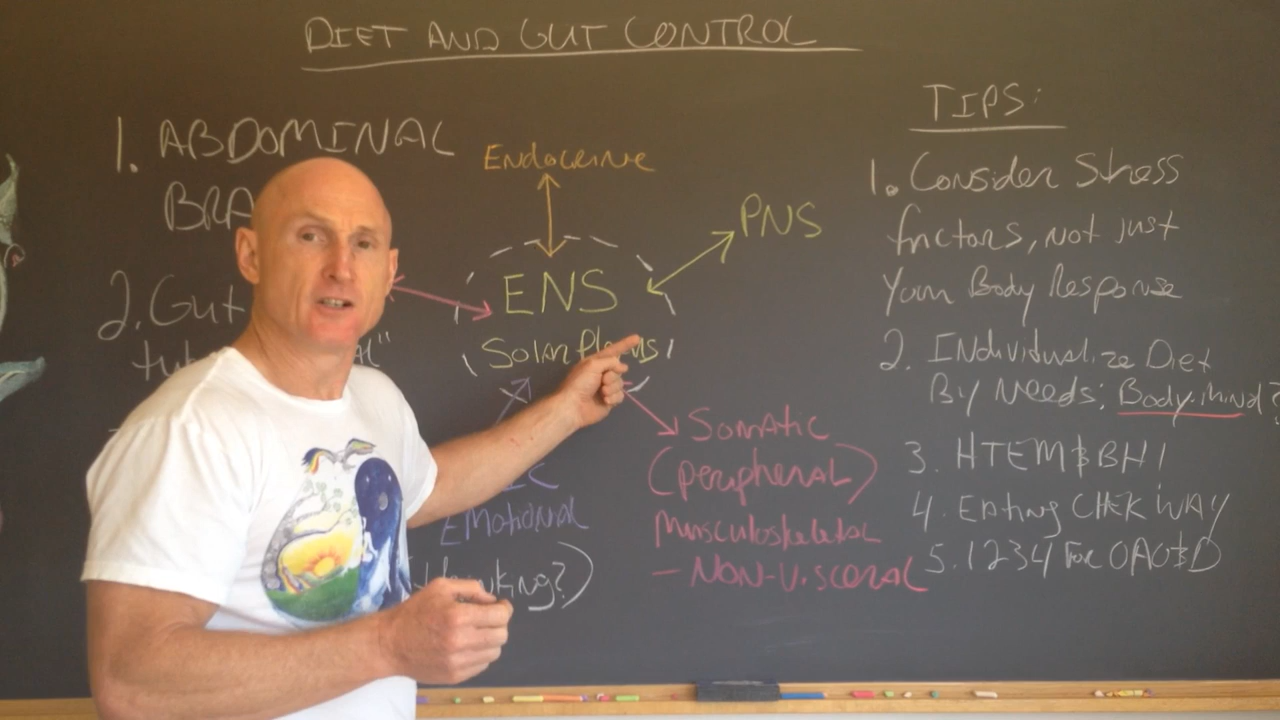 DIET AND GUT CONTROL
1. ABDOMINAL
BRA
2. Gut
Endocrine
PNS
ENS
Solar Plexus
Somatic
(peripheral)
Musculoskeletal
- NON-Visceral
IC
EMotional
thinking?)
TIPS:
1. Consider Stress
factors, Not just
Your Body Response
2. INdividualize Diet
By Needs; Body.Mind?
3. HTEM&BH!
4. Eating CHEK WAY
5. 1234 For OAO&D